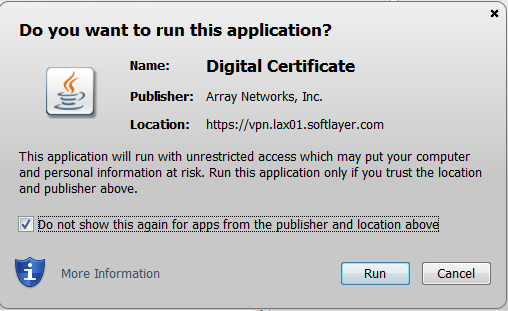 Do you want to run this application?
Name: Digital Certificate
Publisher: Array Networks, Inc.
Location: https://vpn.lax01.softlayer.com
This application will run with unrestricted access which may put your computer
and personal information at risk. Run this application only if you trust the location
and publisher above.
Do not show this again for apps from the publisher and location above
More Information Run Cancel